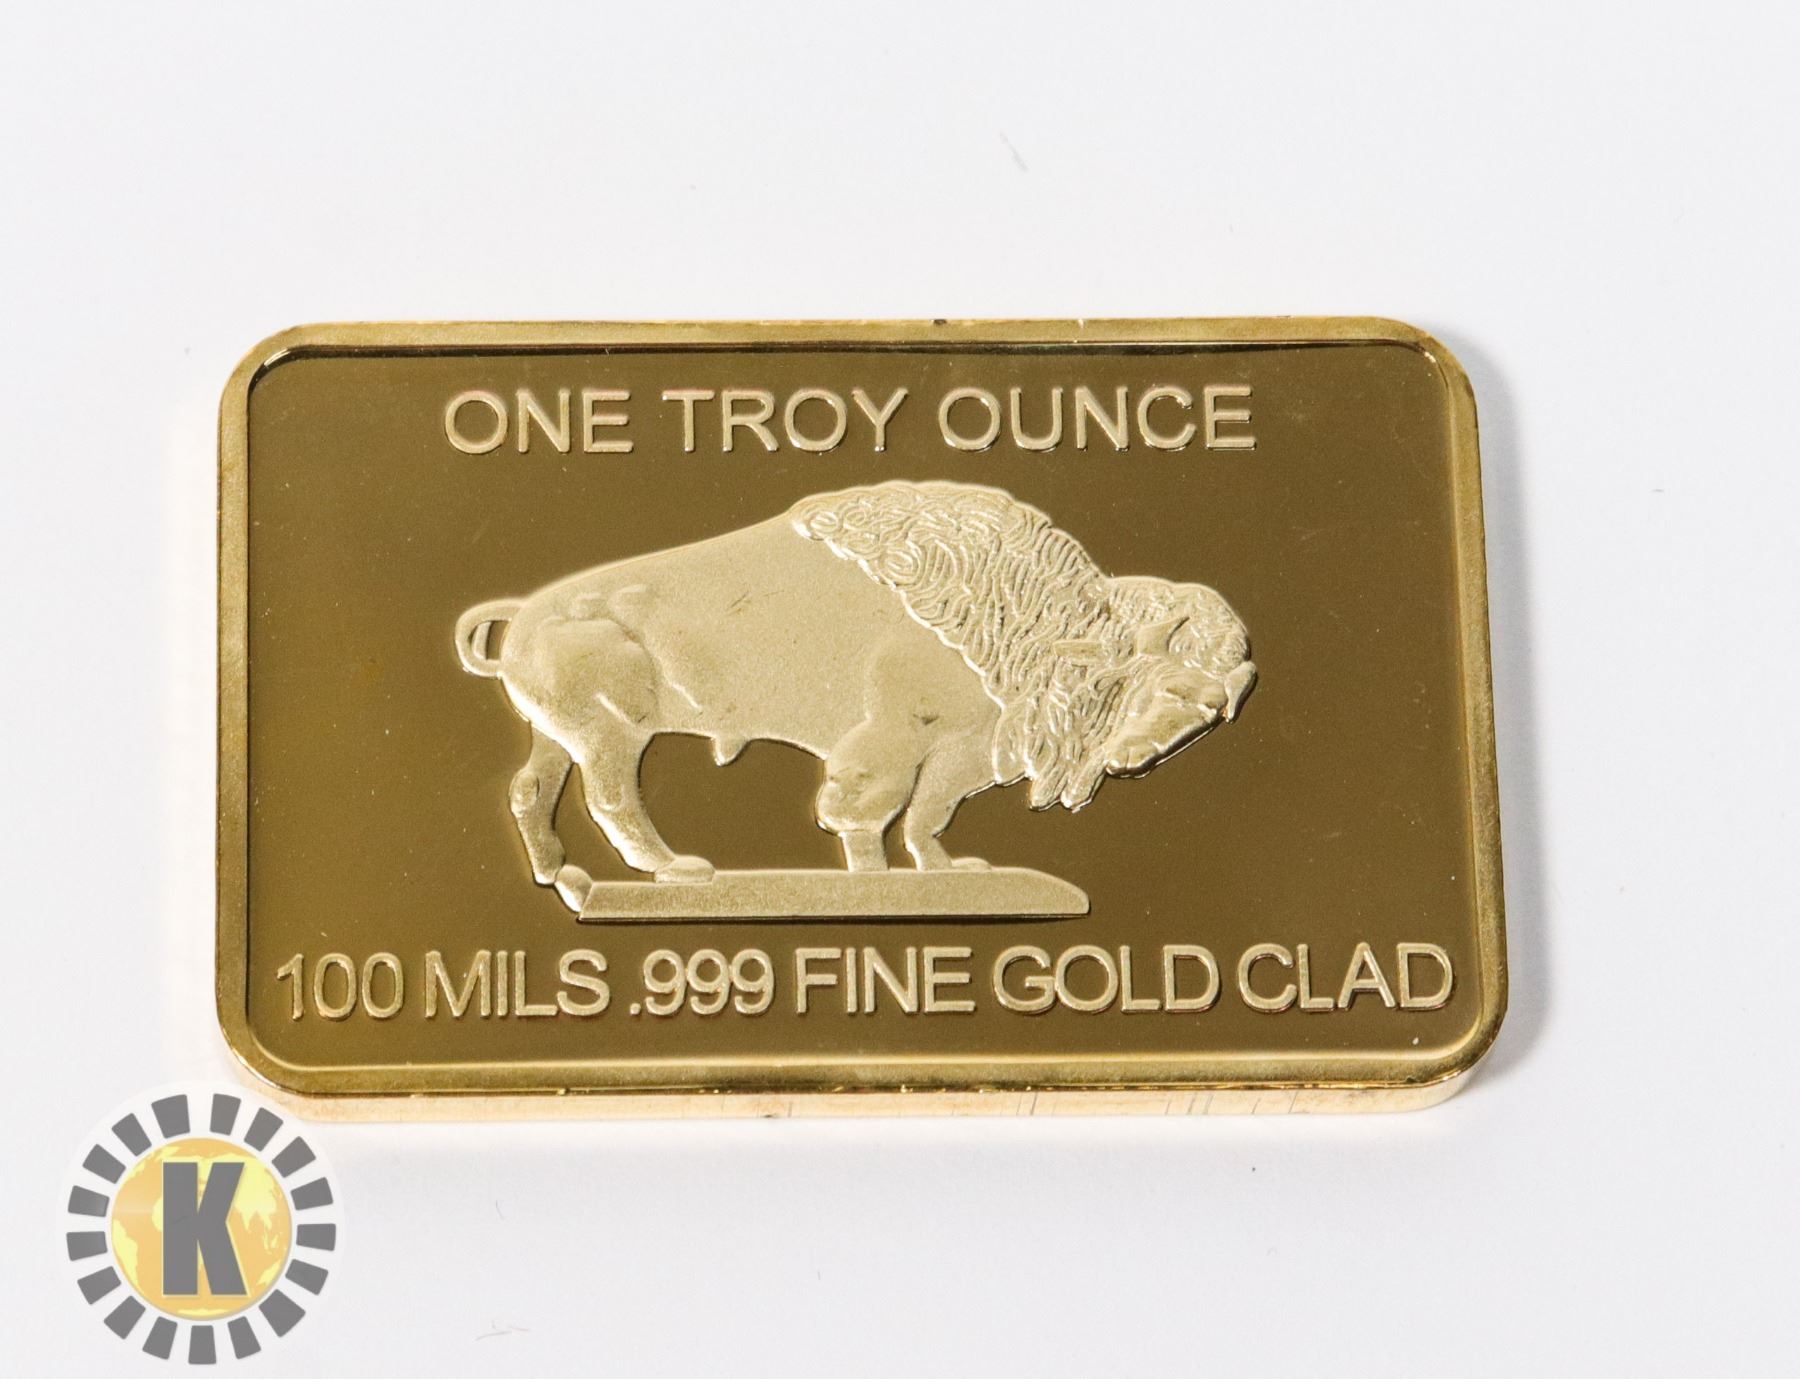 ONE TROY OUNCE
100 MILS .999 FINE GOLD CLAD
K